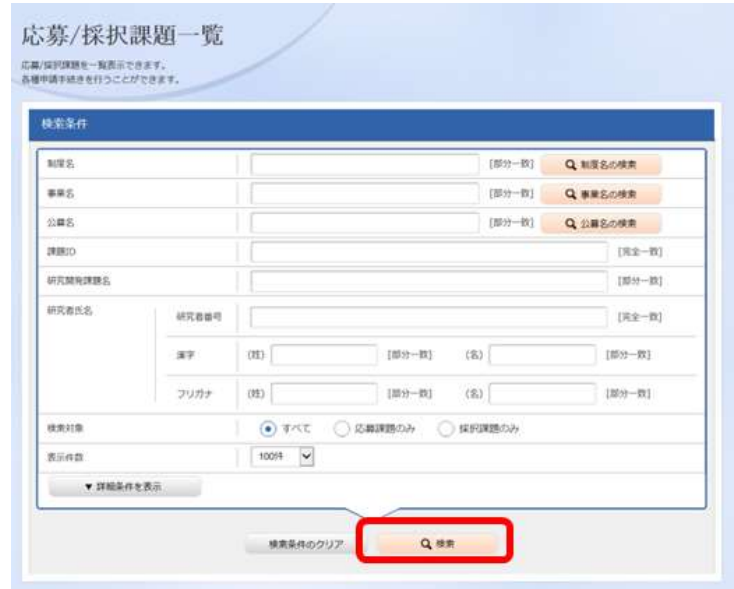 応募/採択課題一覧
応募/採択課題を一覧表示できます。
各種申請手続きを行うことができます。
検索条件
制度名 [部分一致] 制度名の検索
事業名 [部分一致] 事業名の検索
公募名 [部分一致] 公募名の検索
課題ID [完全一致]
研究開発課題名 [部分一致]
研究者氏名 研究者番号 [完全一致]
漢字 (姓) [部分一致] (名) [部分一致]
フリガナ (姓) [部分一致] (名) [部分一致]
検索対象 すべて 応募課題のみ 採択課題のみ
表示件数 100件
▼ 詳細条件を表示
検索条件のクリア 検索